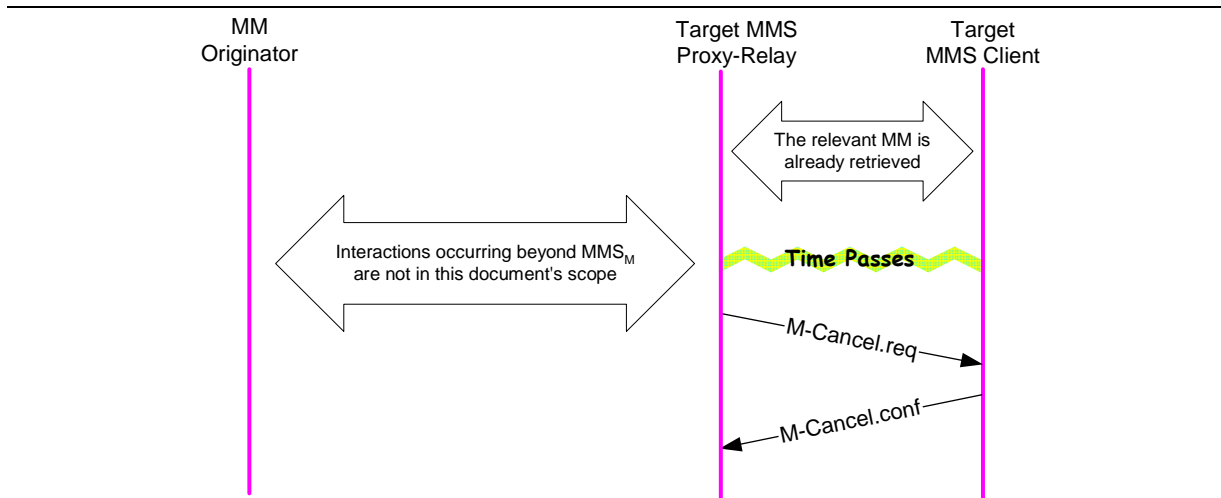 MM
Originator
Target MMS
Proxy-Relay
Target
MMS Client
The relevant MM is
already retrieved
Interactions occurring beyond MMSM
are not in this document's scope
Time Passes
M-Cancel.req
M-Cancel.conf